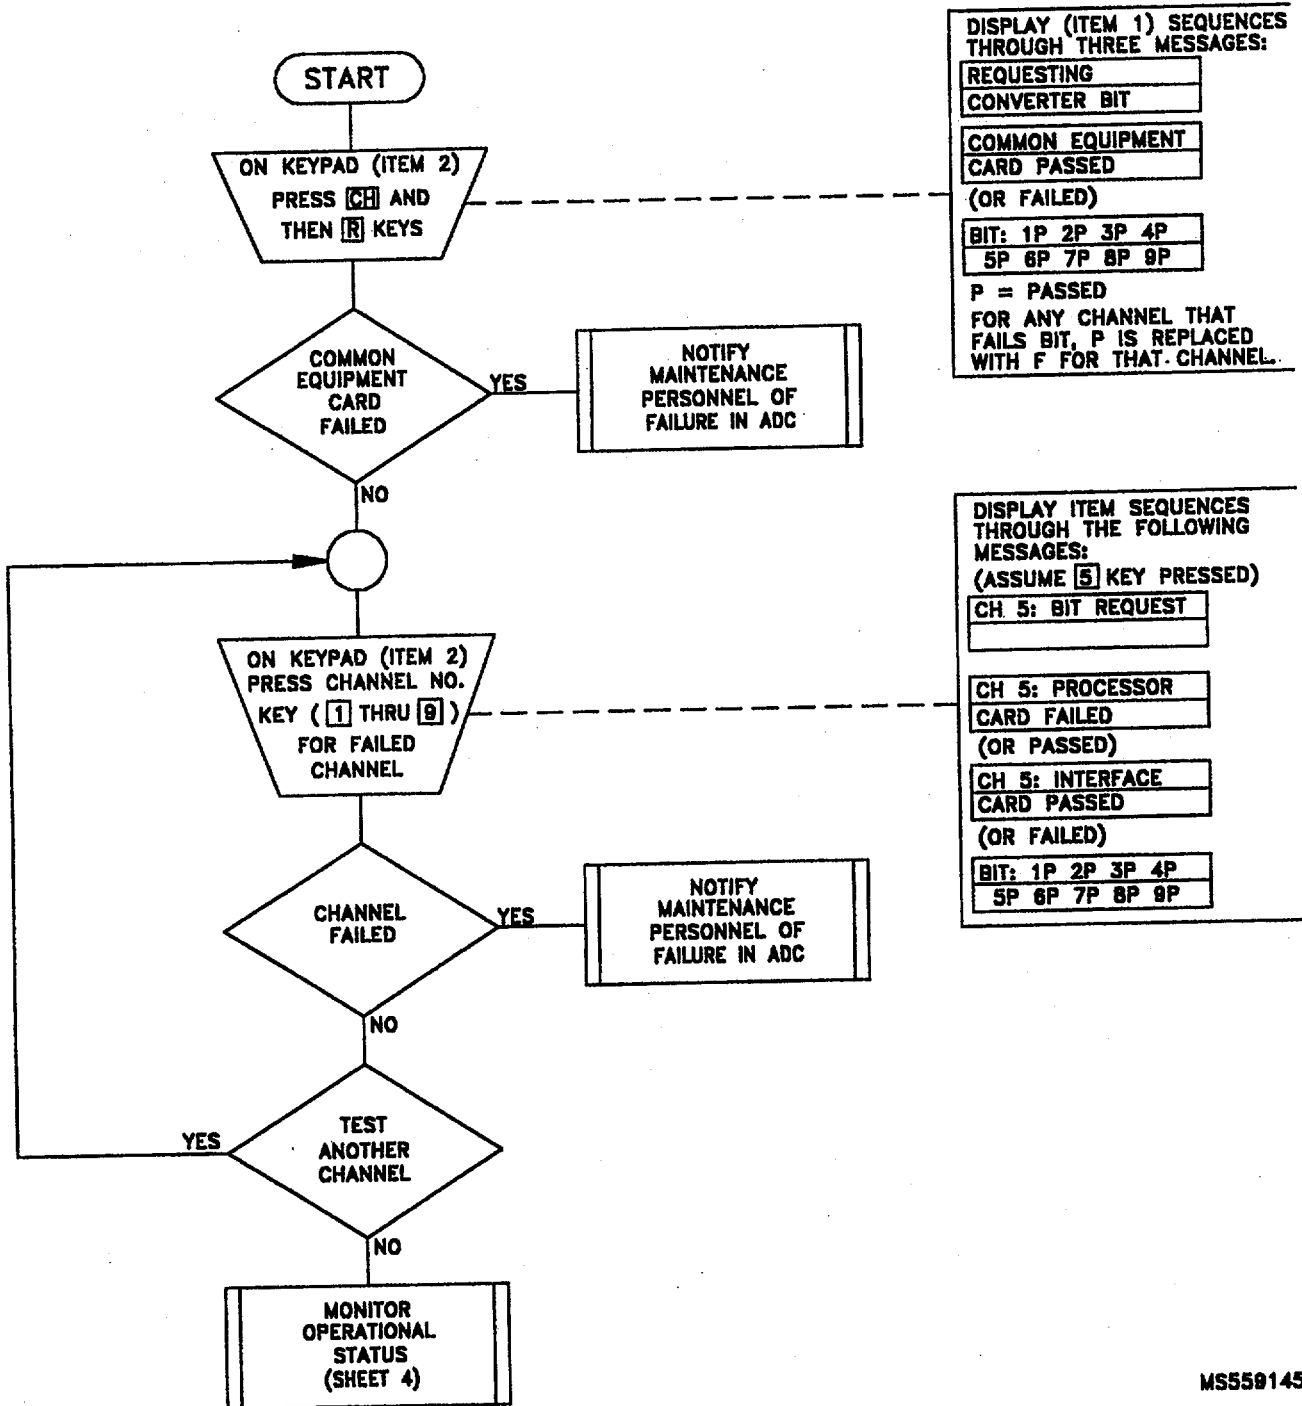 START
ON KEYPAD (ITEM 2)
PRESS CH AND
THEN R KEYS
DISPLAY (ITEM 1) SEQUENCES
THROUGH THREE MESSAGES:
REQUESTING
CONVERTER BIT
COMMON EQUIPMENT
CARD PASSED
(OR FAILED)
BIT: 1P 2P 3P 4P
5P 6P 7P 8P 9P
P = PASSED
FOR ANY CHANNEL THAT
FAILS BIT, P IS REPLACED
WITH F FOR THAT CHANNEL.
COMMON
EQUIPMENT
CARD
FAILED
YES
NOTIFY
MAINTENANCE
PERSONNEL OF
FAILURE IN ADC
NO
ON KEYPAD (ITEM 2)
PRESS CHANNEL NO.
KEY ( 1 THRU 9 )
FOR FAILED
CHANNEL
DISPLAY ITEM SEQUENCES
THROUGH THE FOLLOWING
MESSAGES:
(ASSUME 5 KEY PRESSED)
CH 5: BIT REQUEST
CH 5: PROCESSOR
CARD FAILED
(OR PASSED)
CH 5: INTERFACE
CARD PASSED
(OR FAILED)
BIT: 1P 2P 3P 4P
5P 6P 7P 8P 9P
CHANNEL
FAILED
YES
NOTIFY
MAINTENANCE
PERSONNEL OF
FAILURE IN ADC
NO
TEST
ANOTHER
CHANNEL
YES
NO
MONITOR
OPERATIONAL
STATUS
(SHEET 4)
MS559145